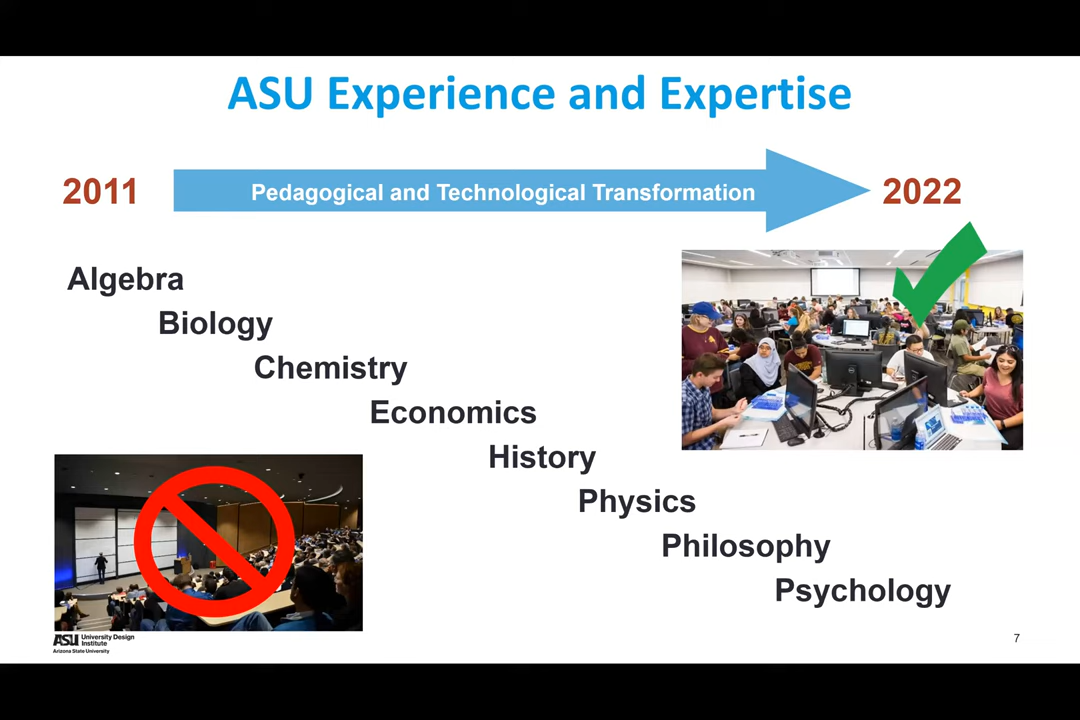 ASU Experience and Expertise
2011
Pedagogical and Technological Transformation
2022
Algebra
Biology
Chemistry
Economics
History
Physics
Philosophy
Psychology
ASU University Design
Institute
Arizona State University
7